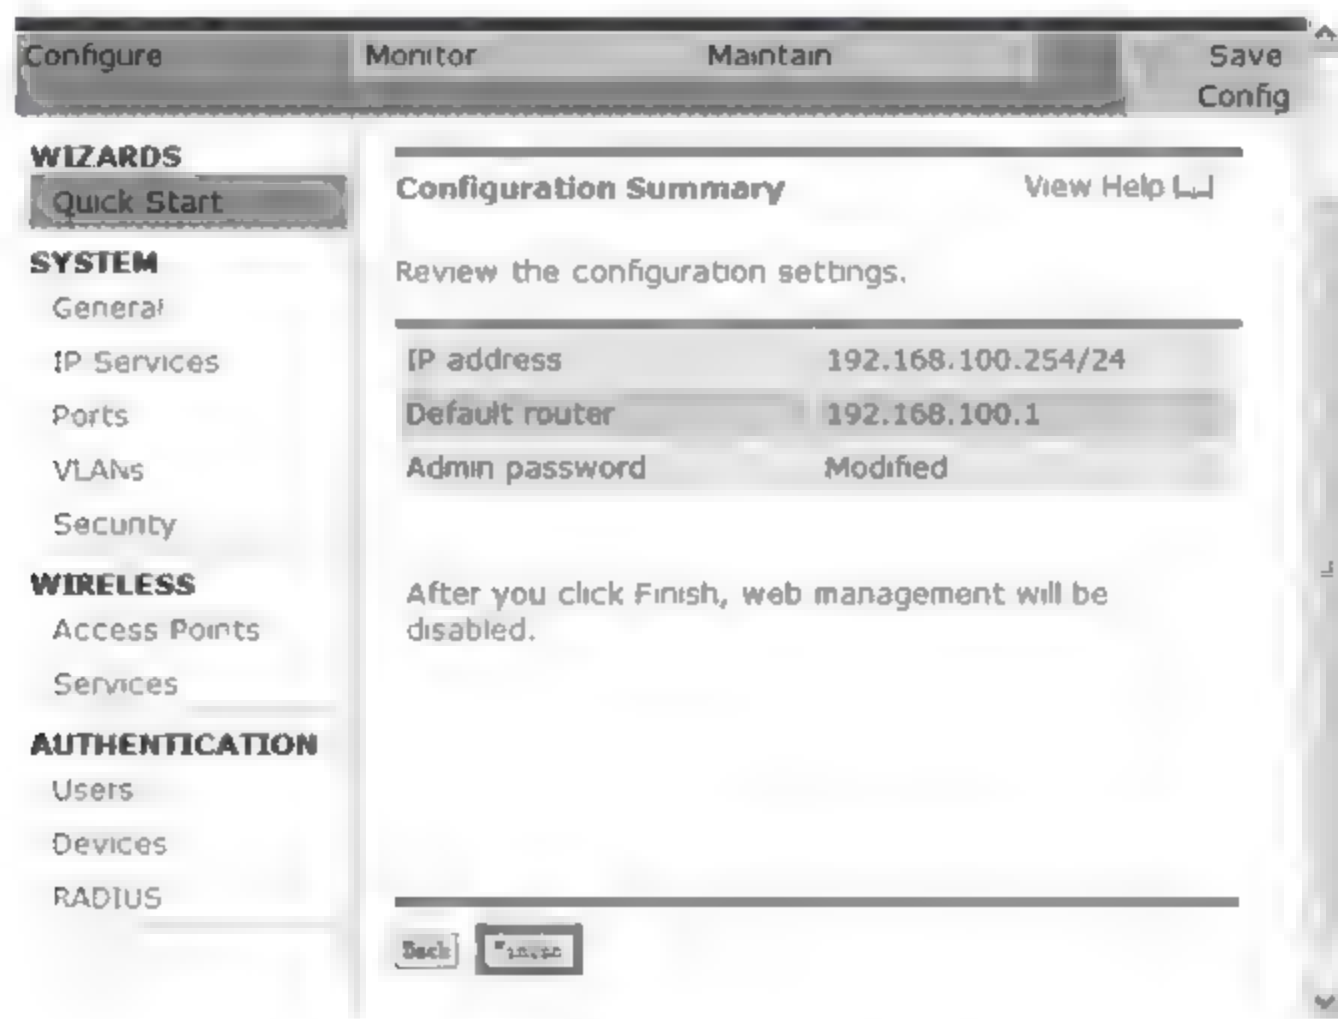 Configure Monitor Maintain Save
Config
WIZARDS
Quick Start
SYSTEM
General
IP Services
Ports
VLANs
Security
WIRELESS
Access Points
Services
AUTHENTICATION
Users
Devices
RADIUS
Configuration Summary View Help
Review the configuration settings.
IP address 192.168.100.254/24
Default router 192.168.100.1
Admin password Modified
After you click Finish, web management will be
disabled.
Back Finish